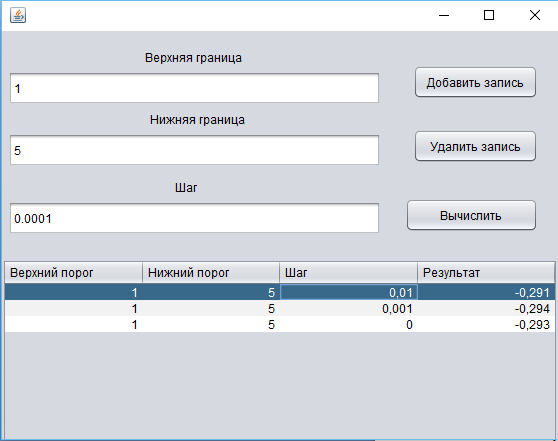 Верхняя граница
1
Добавить запись
Нижняя граница
5
Удалить запись
Шаг
0.0001
Вычислить
Верхний порог Нижний порог Шаг Результат
1 5 0,01 -0,291
1 5 0,001 -0,294
1 5 0 -0,293